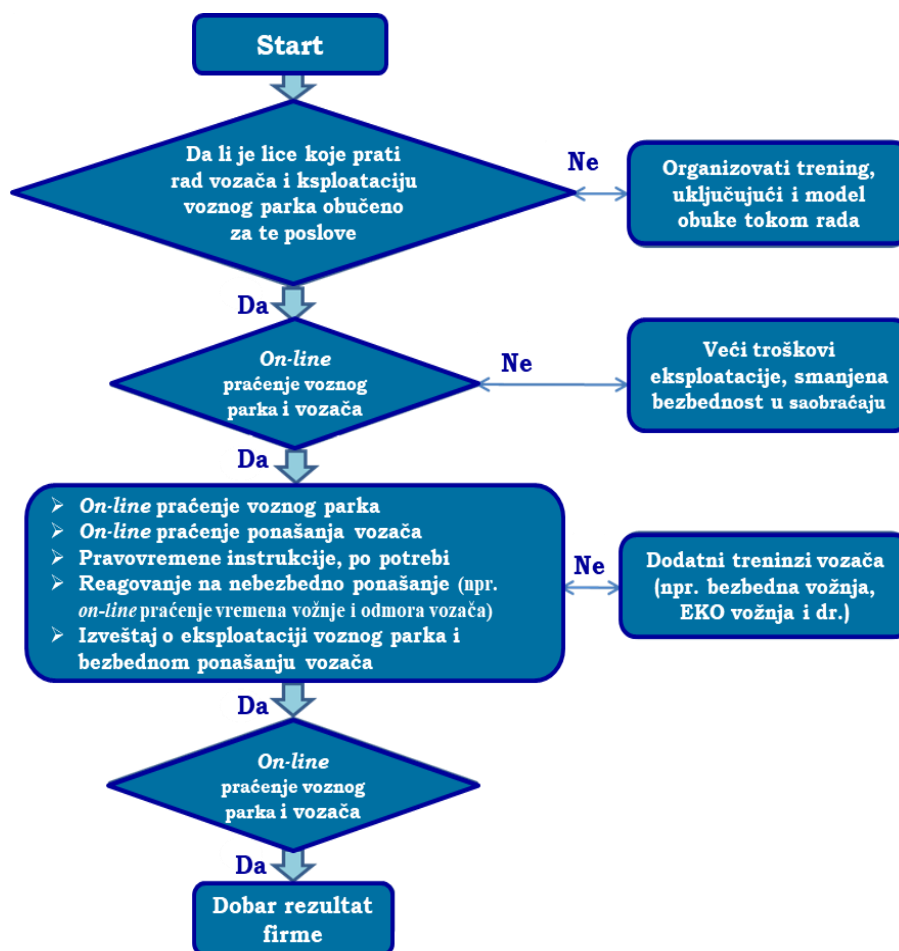 Start
Da li je lice koje prati
rad vozača i ksploataciju
voznog parka obučeno
za te poslove
Ne
Organizovati trening,
uključujući i model
obuke tokom rada
Da
On-line
praćenje voznog
parka i vozača
Ne
Veći troškovi
eksploatacije, smanjena
bezbednost u saobraćaju
Da
➢ On-line praćenje voznog parka
➢ On-line praćenje ponašanja vozača
➢ Pravovremene instrukcije, po potrebi
➢ Reagovanje na nebezbedno ponašanje (npr.
on-line praćenje vremena vožnje i odmora vozača)
➢ Izveštaj o eksploataciji voznog parka i
bezbednom ponašanju vozača
Ne
Dodatni treninzi vozača
(npr. bezbedna vožnja,
EKO vožnja i dr.)
Da
On-line
praćenje voznog
parka i vozača
Da
Dobar rezultat
firme